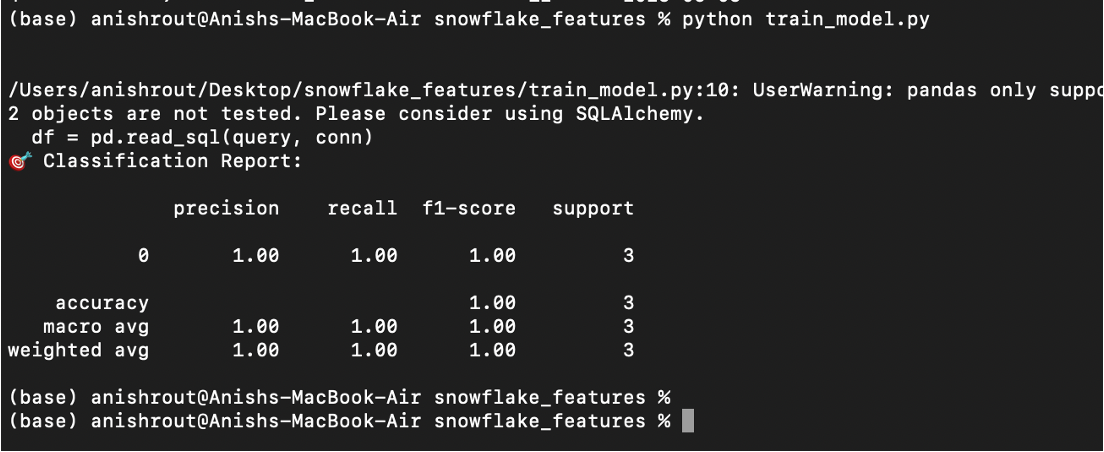 (base) anishrout@Anishs-MacBook-Air snowflake_features % python train_model.py
/Users/anishrout/Desktop/snowflake_features/train_model.py:10: UserWarning: pandas only suppo
2 objects are not tested. Please consider using SQLAlchemy.
df = pd.read_sql(query, conn)
🎯 Classification Report:
precision recall f1-score support
0 1.00 1.00 1.00 3
accuracy 1.00 3
macro avg 1.00 1.00 1.00 3
weighted avg 1.00 1.00 1.00 3
(base) anishrout@Anishs-MacBook-Air snowflake_features %
(base) anishrout@Anishs-MacBook-Air snowflake_features %